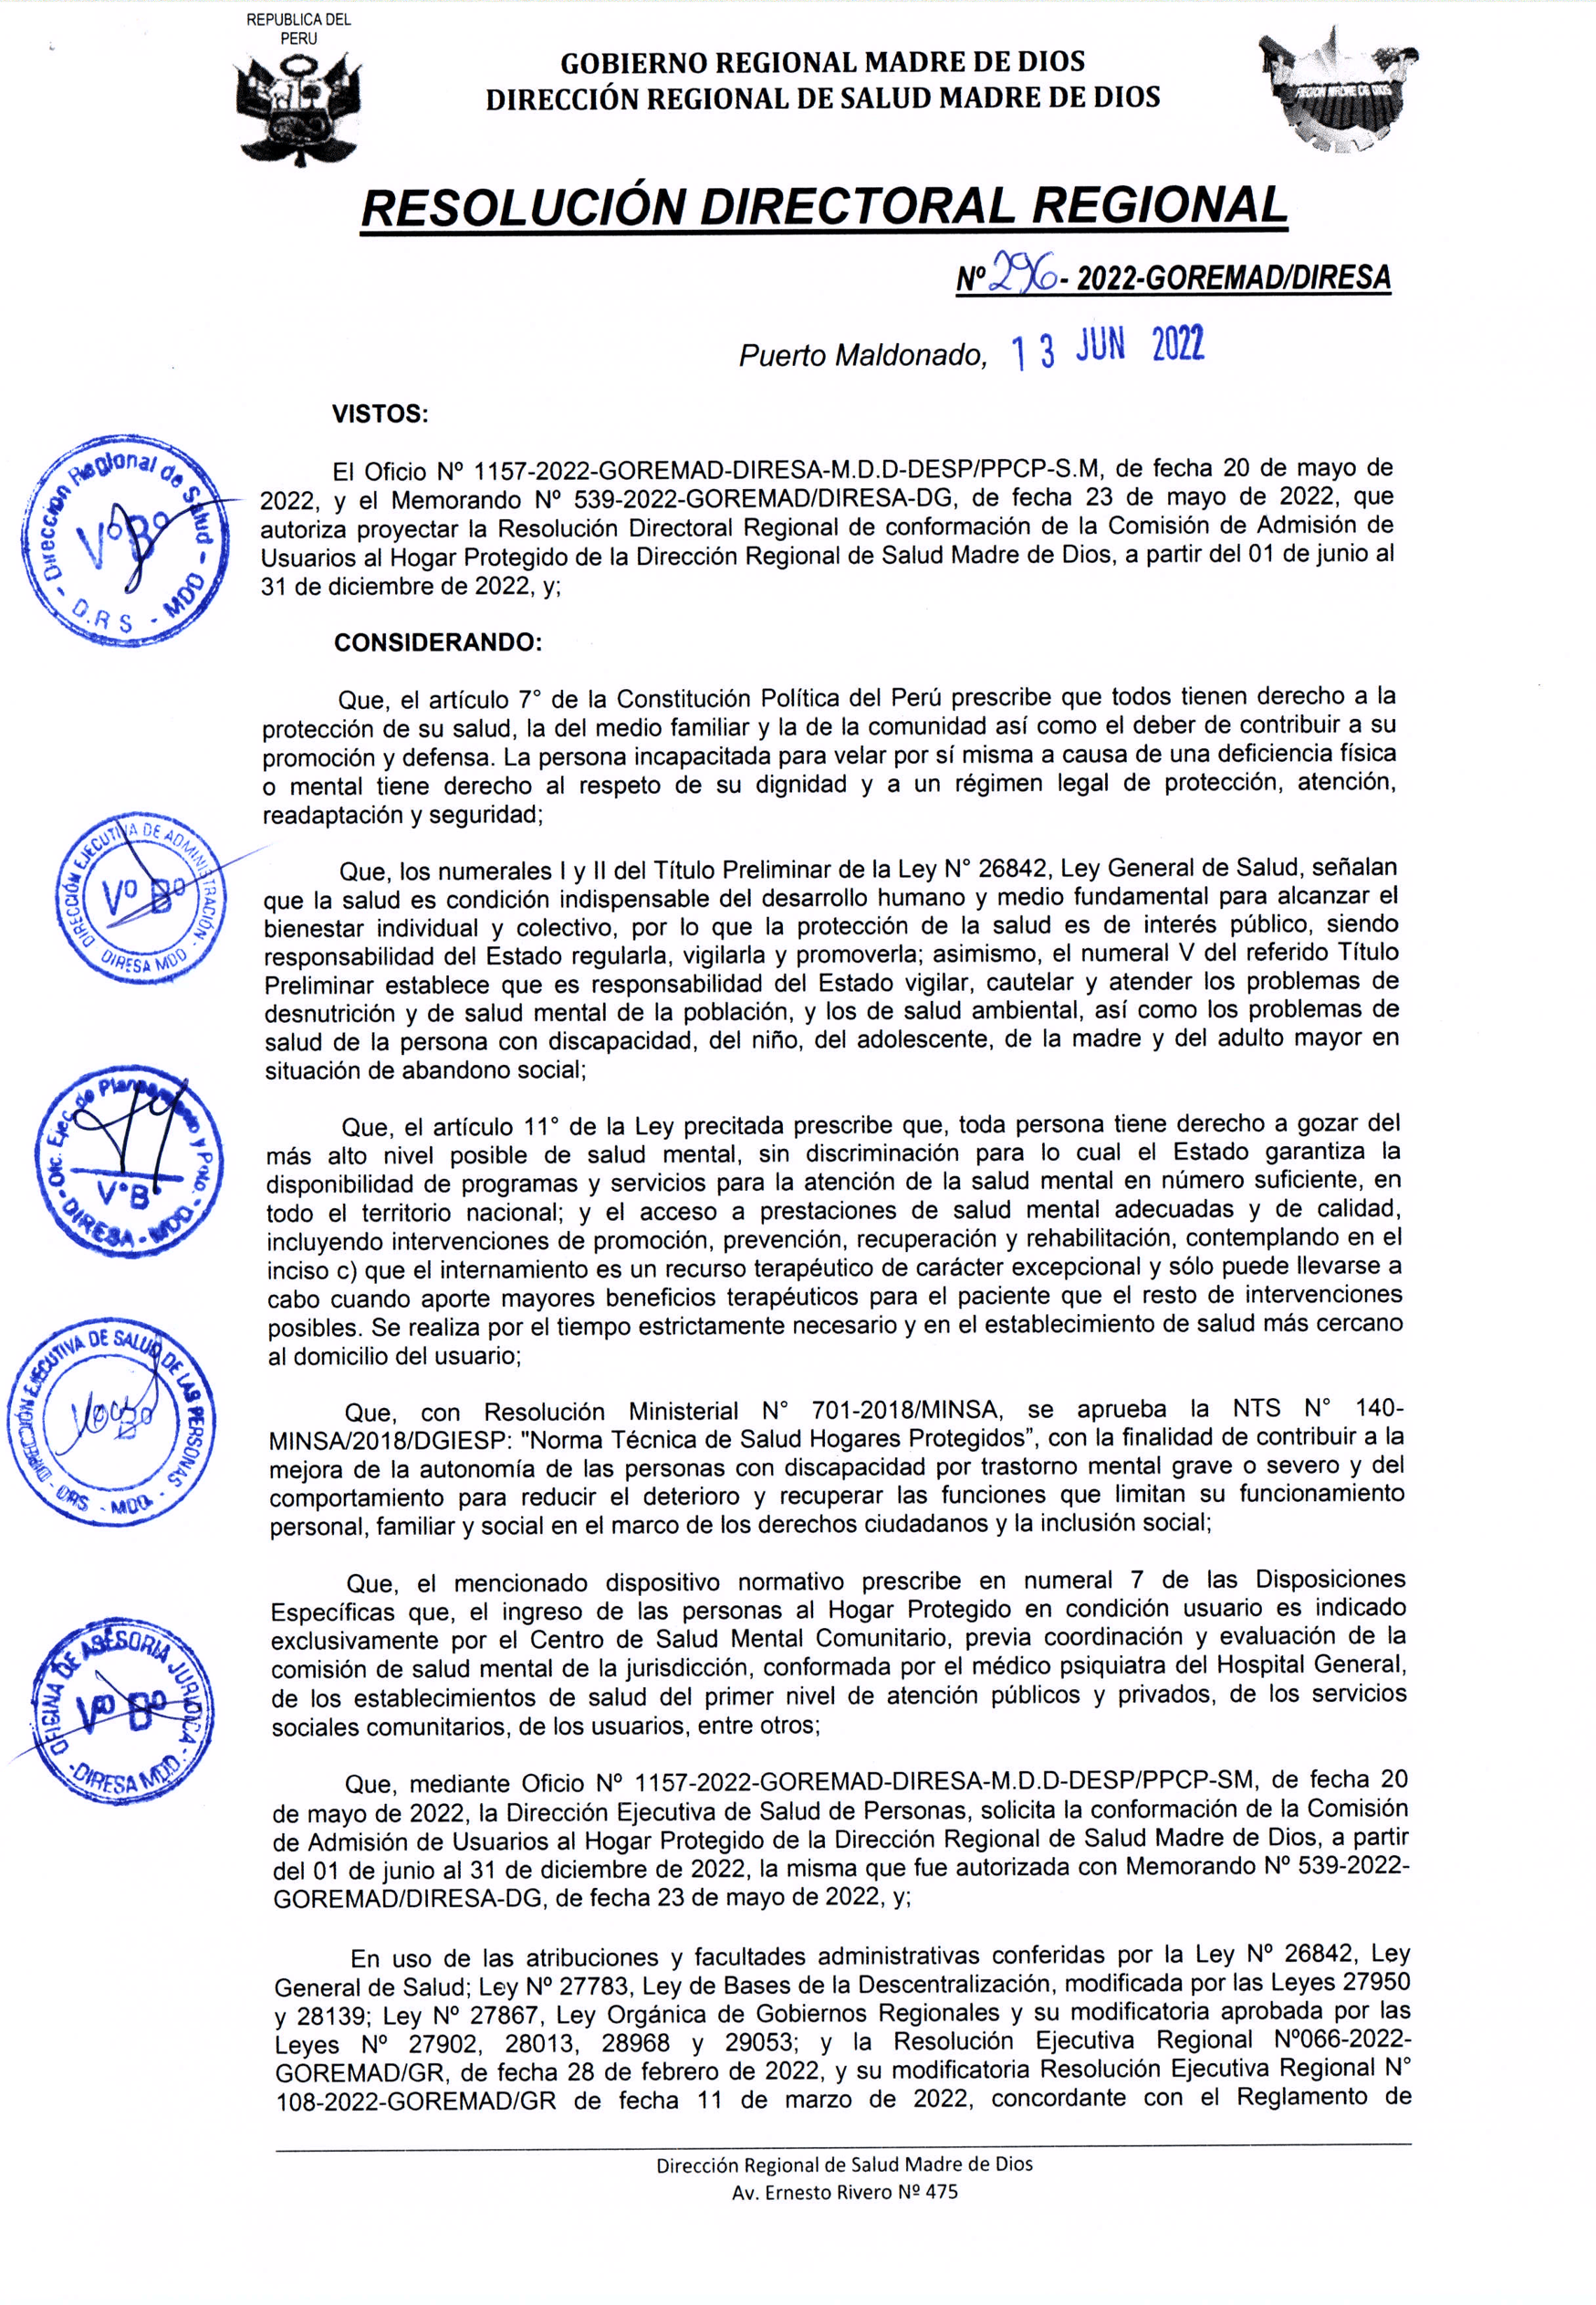 REPUBLICA DEL
PERU
GOBIERNO REGIONAL MADRE DE DIOS
DIRECCIÓN REGIONAL DE SALUD MADRE DE DIOS
REGION MADRE DE DIOS
RESOLUCIÓN DIRECTORAL REGIONAL
Nº 296- 2022-GOREMAD/DIRESA
Puerto Maldonado, 13 JUN 2022
VISTOS:
El Oficio Nº 1157-2022-GOREMAD-DIRESA-M.D.D-DESP/PPCP-S.M, de fecha 20 de mayo de
2022, y el Memorando Nº 539-2022-GOREMAD/DIRESA-DG, de fecha 23 de mayo de 2022, que
autoriza proyectar la Resolución Directoral Regional de conformación de la Comisión de Admisión de
Usuarios al Hogar Protegido de la Dirección Regional de Salud Madre de Dios, a partir del 01 de junio al
31 de diciembre de 2022, y;
Dirección Regional de Salud - MDD - D.R S -
VºBº
CONSIDERANDO:
Que, el artículo 7° de la Constitución Política del Perú prescribe que todos tienen derecho a la
protección de su salud, la del medio familiar y la de la comunidad así como el deber de contribuir a su
promoción y defensa. La persona incapacitada para velar por sí misma a causa de una deficiencia física
o mental tiene derecho al respeto de su dignidad y a un régimen legal de protección, atención,
readaptación y seguridad;
DIRECCIÓN EJECUTIVA DE ADMINISTRACIÓN - DIRESA MDD -
Vº Bº
Que, los numerales I y II del Título Preliminar de la Ley N° 26842, Ley General de Salud, señalan
que la salud es condición indispensable del desarrollo humano y medio fundamental para alcanzar el
bienestar individual y colectivo, por lo que la protección de la salud es de interés público, siendo
responsabilidad del Estado regularla, vigilarla y promoverla; asimismo, el numeral V del referido Título
Preliminar establece que es responsabilidad del Estado vigilar, cautelar y atender los problemas de
desnutrición y de salud mental de la población, y los de salud ambiental, así como los problemas de
salud de la persona con discapacidad, del niño, del adolescente, de la madre y del adulto mayor en
situación de abandono social;
Ofc. Ejec. de Planeamiento y Ppto. - DIRESA - MDD -
V°B°
Que, el artículo 11° de la Ley precitada prescribe que, toda persona tiene derecho a gozar del
más alto nivel posible de salud mental, sin discriminación para lo cual el Estado garantiza la
disponibilidad de programas y servicios para la atención de la salud mental en número suficiente, en
todo el territorio nacional; y el acceso a prestaciones de salud mental adecuadas y de calidad,
incluyendo intervenciones de promoción, prevención, recuperación y rehabilitación, contemplando en el
inciso c) que el internamiento es un recurso terapéutico de carácter excepcional y sólo puede llevarse a
cabo cuando aporte mayores beneficios terapéuticos para el paciente que el resto de intervenciones
posibles. Se realiza por el tiempo estrictamente necesario y en el establecimiento de salud más cercano
al domicilio del usuario;
DIRECCIÓN EJECUTIVA DE SALUD DE LAS PERSONAS - DRS - MDD. -
Que, con Resolución Ministerial N° 701-2018/MINSA, se aprueba la NTS N° 140-
MINSA/2018/DGIESP: "Norma Técnica de Salud Hogares Protegidos”, con la finalidad de contribuir a la
mejora de la autonomía de las personas con discapacidad por trastorno mental grave o severo y del
comportamiento para reducir el deterioro y recuperar las funciones que limitan su funcionamiento
personal, familiar y social en el marco de los derechos ciudadanos y la inclusión social;
Que, el mencionado dispositivo normativo prescribe en numeral 7 de las Disposiciones
Específicas que, el ingreso de las personas al Hogar Protegido en condición usuario es indicado
exclusivamente por el Centro de Salud Mental Comunitario, previa coordinación y evaluación de la
comisión de salud mental de la jurisdicción, conformada por el médico psiquiatra del Hospital General,
de los establecimientos de salud del primer nivel de atención públicos y privados, de los servicios
sociales comunitarios, de los usuarios, entre otros;
OFICINA DE ASESORIA JURIDICA - DIRESA MDD -
Vº Bº
Que, mediante Oficio Nº 1157-2022-GOREMAD-DIRESA-M.D.D-DESP/PPCP-SM, de fecha 20
de mayo de 2022, la Dirección Ejecutiva de Salud de Personas, solicita la conformación de la Comisión
de Admisión de Usuarios al Hogar Protegido de la Dirección Regional de Salud Madre de Dios, a partir
del 01 de junio al 31 de diciembre de 2022, la misma que fue autorizada con Memorando Nº 539-2022-
GOREMAD/DIRESA-DG, de fecha 23 de mayo de 2022, y;
En uso de las atribuciones y facultades administrativas conferidas por la Ley Nº 26842, Ley
General de Salud; Ley Nº 27783, Ley de Bases de la Descentralización, modificada por las Leyes 27950
y 28139; Ley Nº 27867, Ley Orgánica de Gobiernos Regionales y su modificatoria aprobada por las
Leyes Nº 27902, 28013, 28968 y 29053; y la Resolución Ejecutiva Regional Nº066-2022-
GOREMAD/GR, de fecha 28 de febrero de 2022, y su modificatoria Resolución Ejecutiva Regional N°
108-2022-GOREMAD/GR de fecha 11 de marzo de 2022, concordante con el Reglamento de
Dirección Regional de Salud Madre de Dios
Av. Ernesto Rivero Nº 475